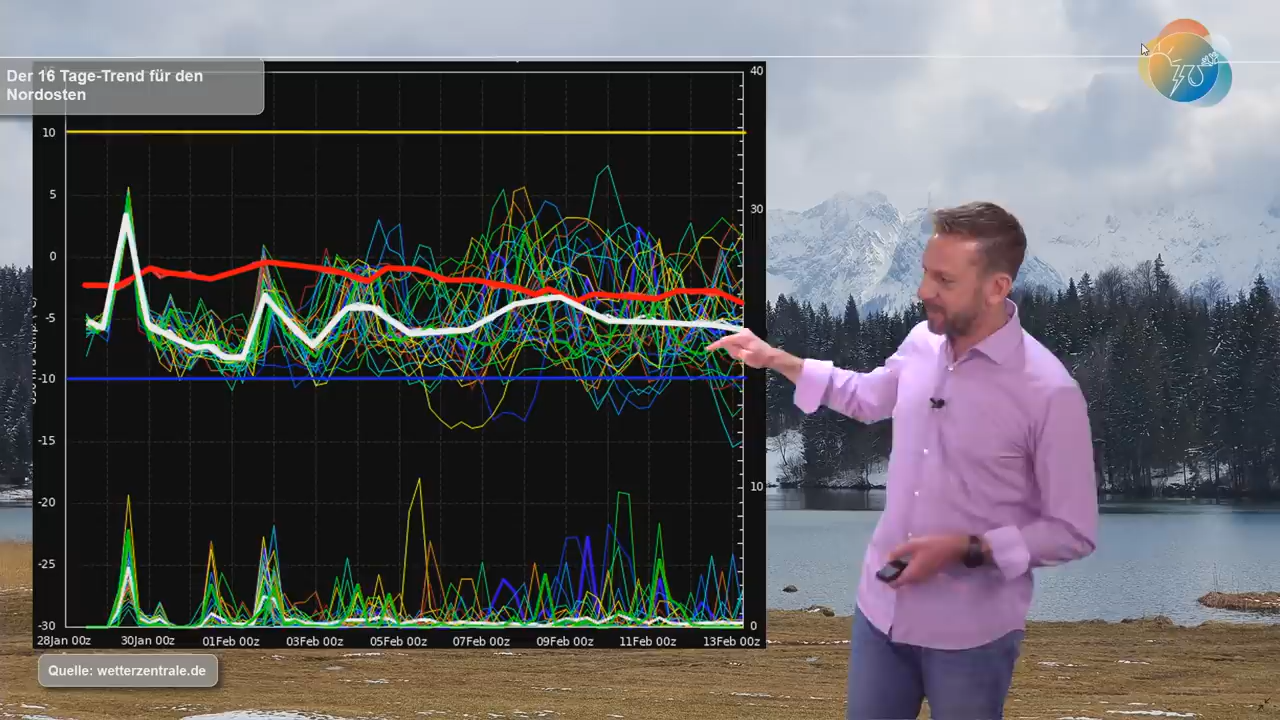 Der 16 Tage-Trend für den
Nordosten
40
10
5
30
0
-5
-10
-15
10
-20
-25
-30
0
28Jan 00z
30Jan 00z
01Feb 00z
03Feb 00z
05Feb 00z
07Feb 00z
09Feb 00z
11Feb 00z
13Feb 00z
Quelle: wetterzentrale.de